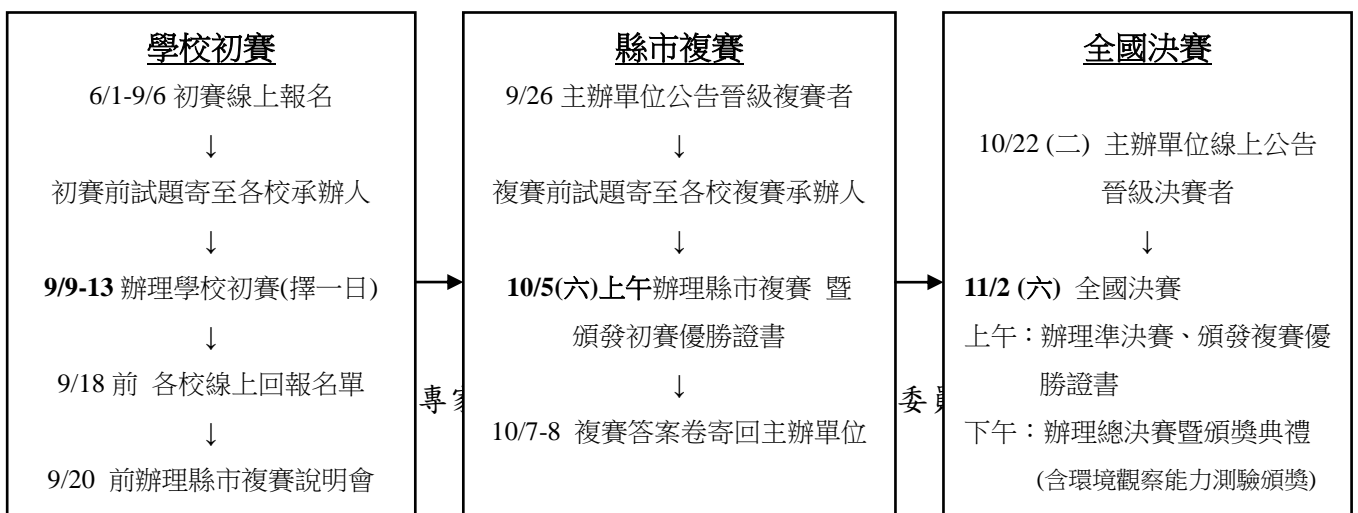 學校初賽
6/1-9/6 初賽線上報名
↓
初賽前試題寄至各校承辦人
↓
9/9-13 辦理學校初賽(擇一日)
↓
9/18 前 各校線上回報名單
↓
9/20 前辦理縣市複賽說明會
專
縣市複賽
9/26 主辦單位公告晉級複賽者
↓
複賽前試題寄至各校複賽承辦人
↓
10/5(六)上午辦理縣市複賽 暨
頒發初賽優勝證書
↓
10/7-8 複賽答案卷寄回主辦單位
委
全國決賽
10/22 (二) 主辦單位線上公告
晉級決賽者
↓
11/2 (六) 全國決賽
上午：辦理準決賽、頒發複賽優
勝證書
下午：辦理總決賽暨頒獎典禮
(含環境觀察能力測驗頒獎)